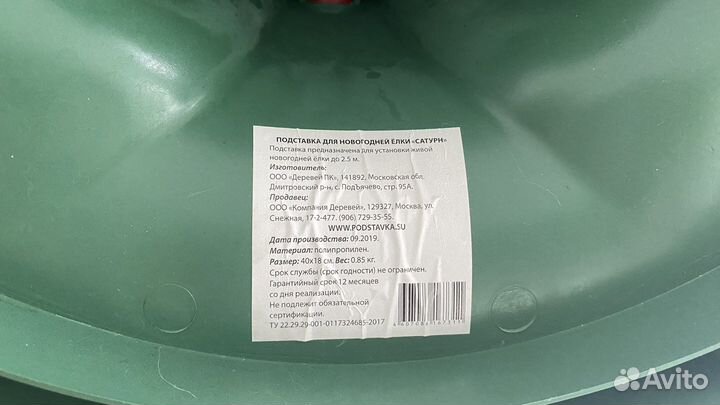 ПОДСТАВКА ДЛЯ НОВОГОДНЕЙ ЁЛКИ «САТУРН»
Подставка предназначена для установки живой
новогодней ёлки до 2.5 м.
Изготовитель:
ООО «Деревей ПК», 141892, Московская обл.
Дмитровский р-н, с. ПодЪячево, стр. 95А.
Продавец:
ООО «Компания Деревей», 129327, Москва, ул.
Снежная, 17-2-477. (906) 729-35-55.
WWW.PODSTAVKA.SU
Дата производства: 09.2019.
Материал: полипропилен.
Размер: 40х18 см. Вес: 0.85 кг.
Срок службы (срок годности) не ограничен.
Гарантийный срок 12 месяцев
со дня реализации.
Не подлежит обязательной
сертификации.
ТУ 22.29.29-001-0117324685-2017
Avito